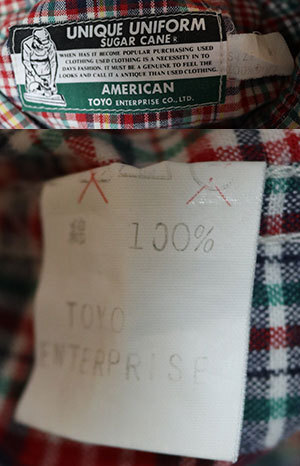 UNIQUE UNIFORM
SUGAR CANE®
WHEN HAS IT BECOME POPULAR PURCHASING USED
CLOTHING. USED CLOTHING IS A NECESSITY IN TO
DAYS FASHION. IT MUST BE A GENUINE TO FEEL THE
LOOKS AND CALL IT A ANTIQUE THAN USED CLOTHING.
AMERICAN
TOYO ENTERPRISE CO., LTD.
綿 100%
TOYO
ENTERPRISE